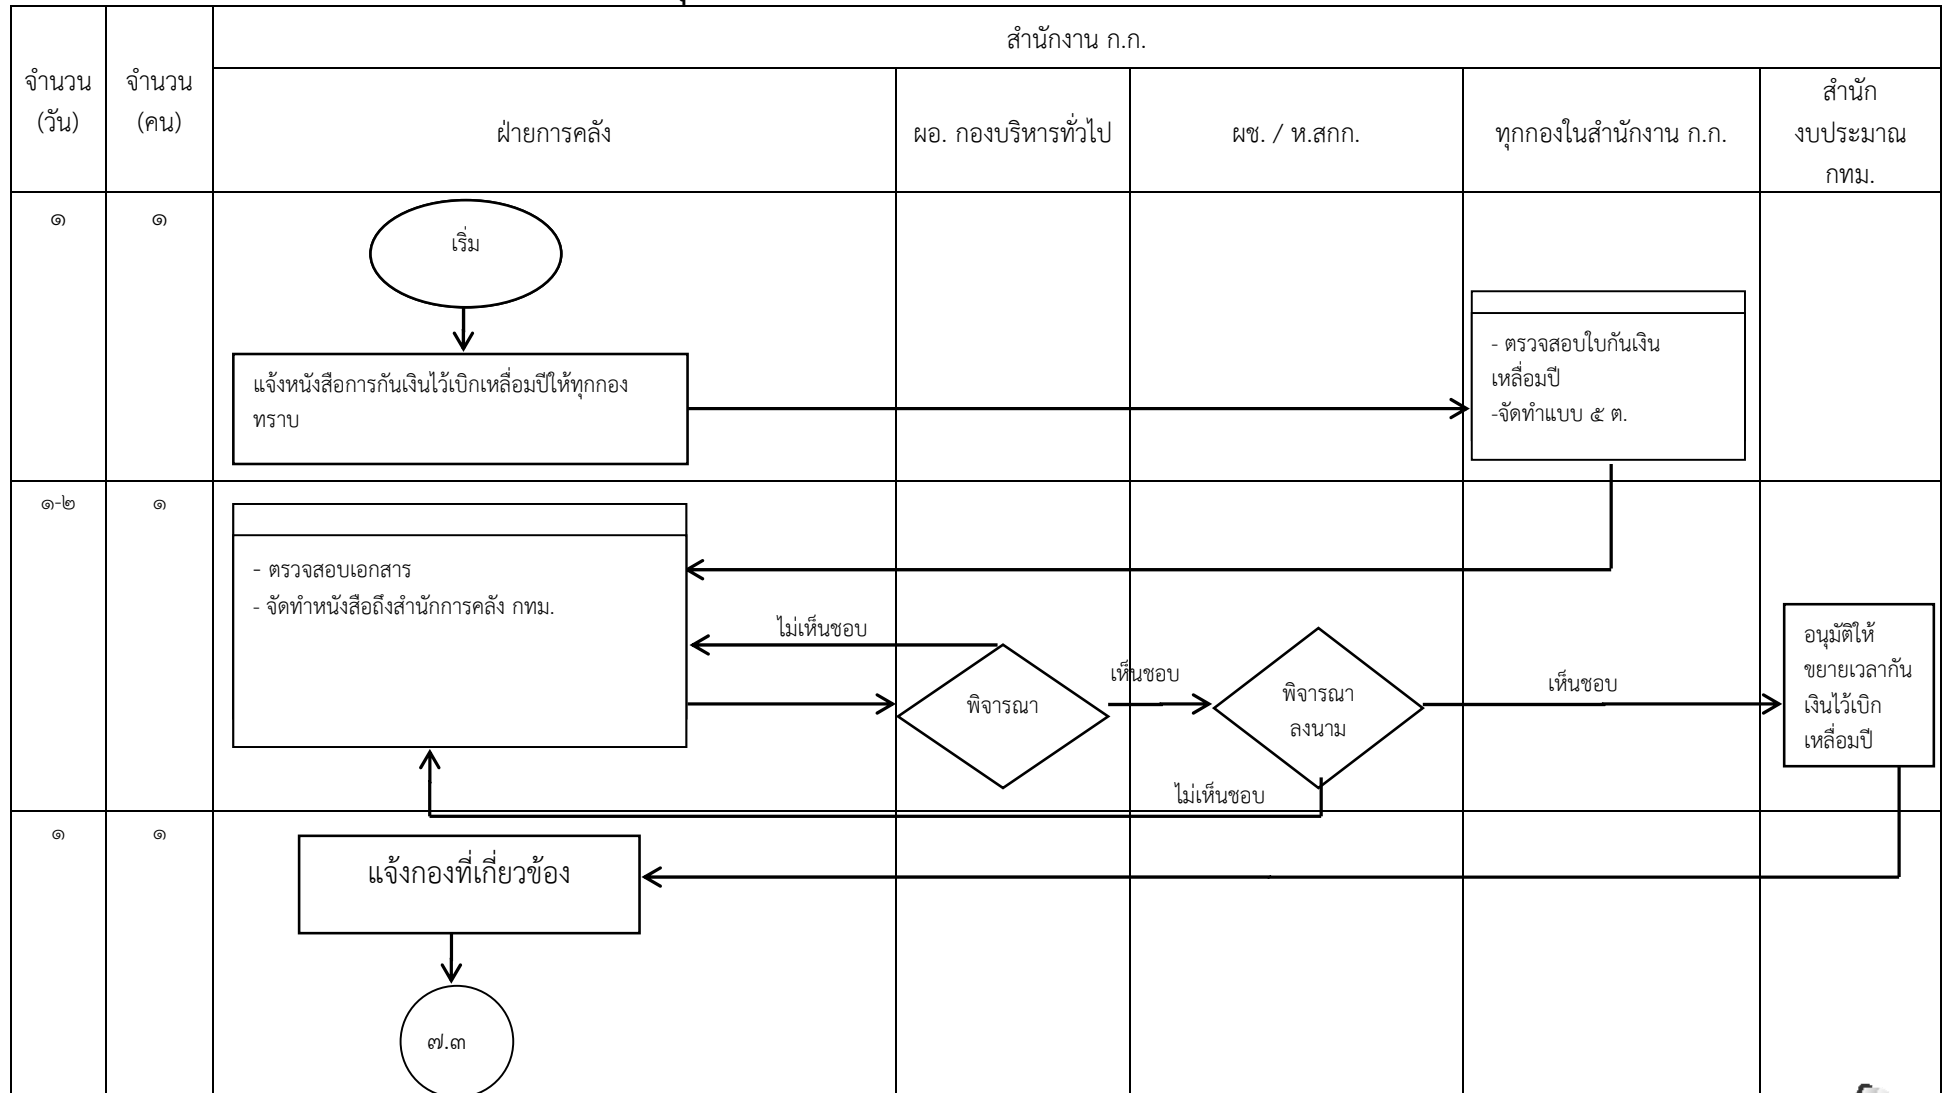 สำนักงาน ก.ก.
จำนวน
(วัน)
จำนวน
(คน)
ฝ่ายการคลัง
ผอ. กองบริหารทั่วไป
ผช. / ห.สกก.
ทุกกองในสำนักงาน ก.ก.
สำนัก
งบประมาณ
กทม.
๑
๑
เริ่ม
แจ้งหนังสือการกันเงินไว้เบิกเหลื่อมปีให้ทุกกอง
ทราบ
- ตรวจสอบใบกันเงิน
เหลื่อมปี
-จัดทำแบบ ๕ ต.
๑-๒
๑
- ตรวจสอบเอกสาร
- จัดทำหนังสือถึงสำนักการคลัง กทม.
ไม่เห็นชอบ
พิจารณา
เห็นชอบ
พิจารณา
ลงนาม
เห็นชอบ
อนุมัติให้
ขยายเวลากัน
เงินไว้เบิก
เหลื่อมปี
ไม่เห็นชอบ
๑
๑
แจ้งกองที่เกี่ยวข้อง
๗.๓